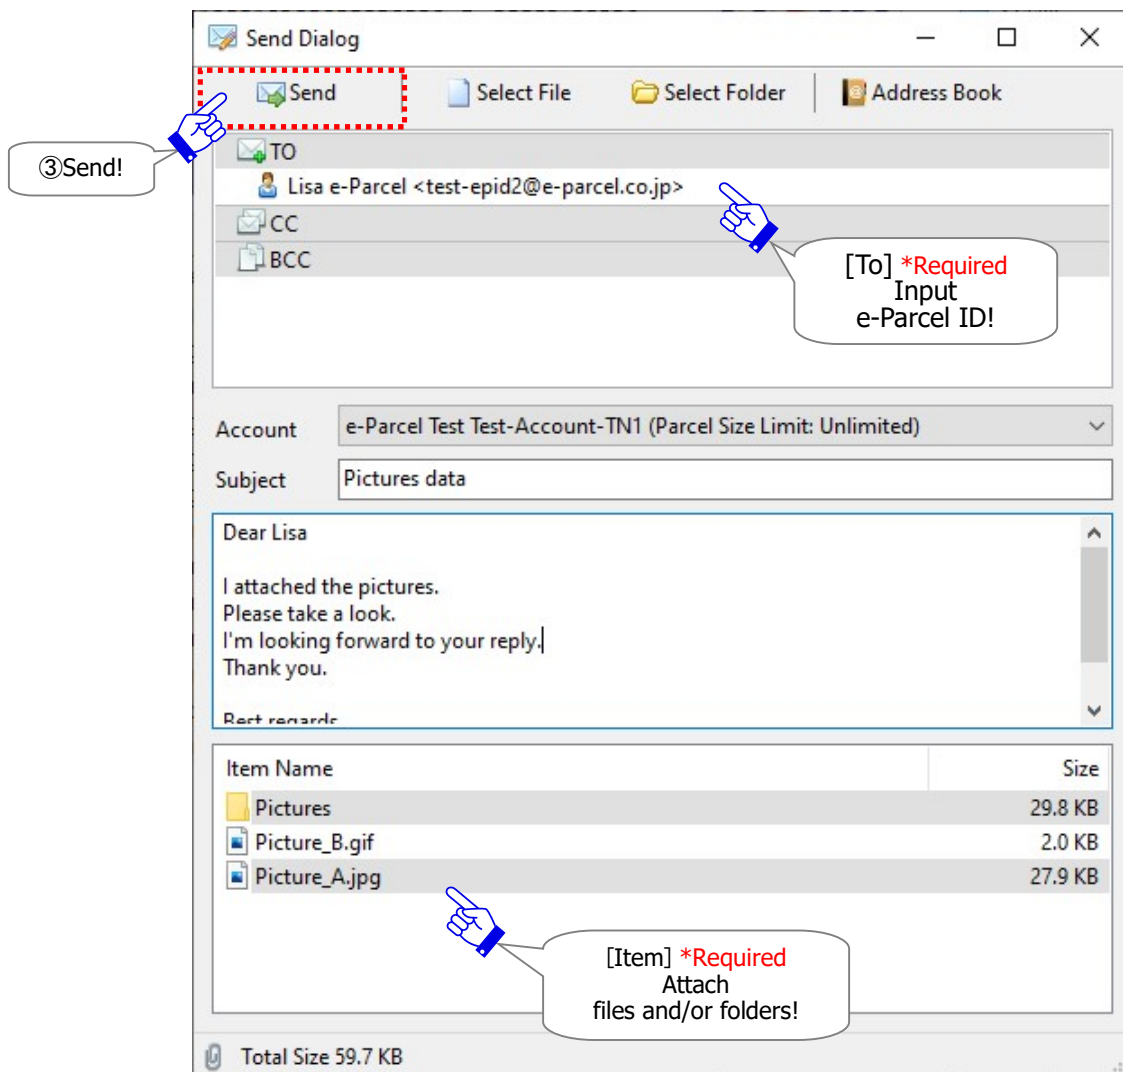 Send Dialog
Send Select File Select Folder Address Book
③Send!
TO
Lisa e-Parcel <test-epid2@e-parcel.co.jp>
CC
BCC
[To] *Required
Input
e-Parcel ID!
Account e-Parcel Test Test-Account-TN1 (Parcel Size Limit: Unlimited)
Subject Pictures data
Dear Lisa
I attached the pictures.
Please take a look.
I'm looking forward to your reply.
Thank you.
Best regards
Item Name Size
Pictures 29.8 KB
Picture_B.gif 2.0 KB
Picture_A.jpg 27.9 KB
[Item] *Required
Attach
files and/or folders!
Total Size 59.7 KB